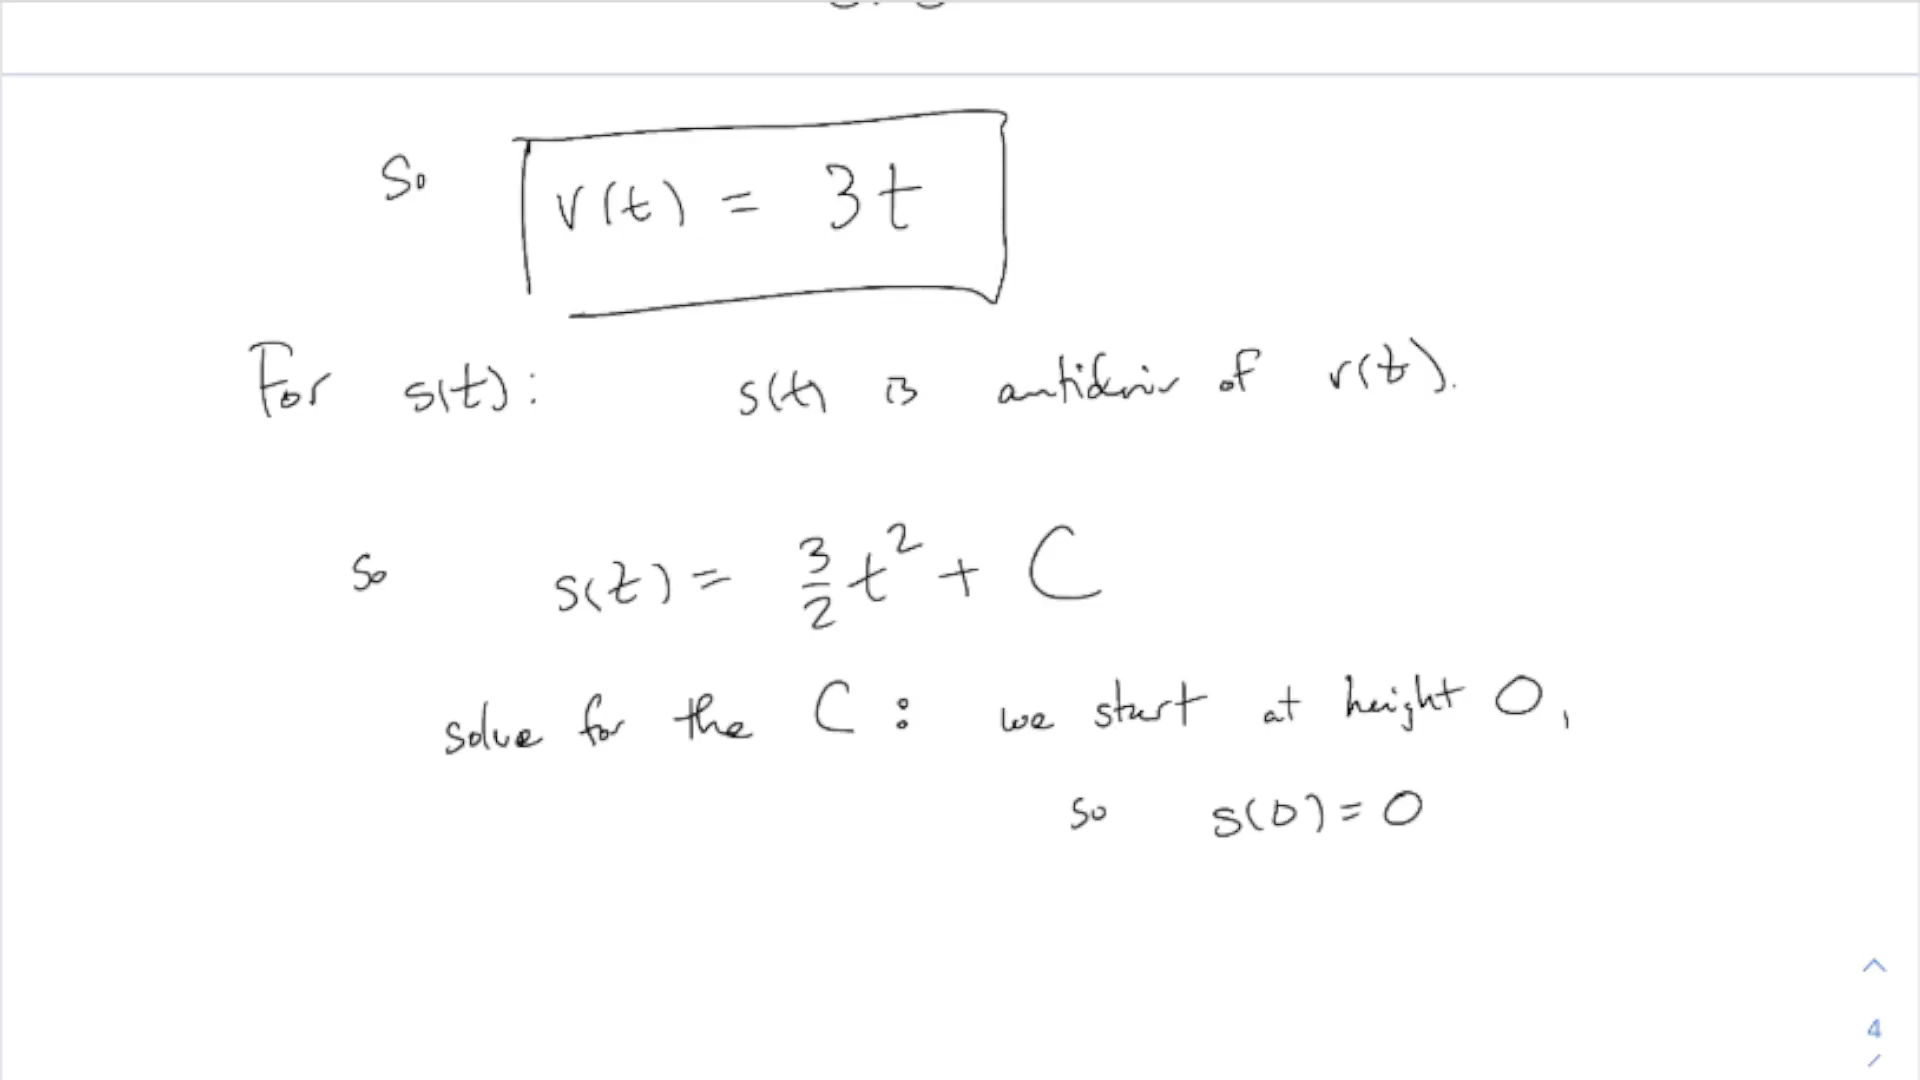 So v(t) = 3t
For s(t): s(t) is antideriv of v(t).
so s(t) = 3/2 t² + C
solve for the C: we start at height 0,
so s(0) = 0
4